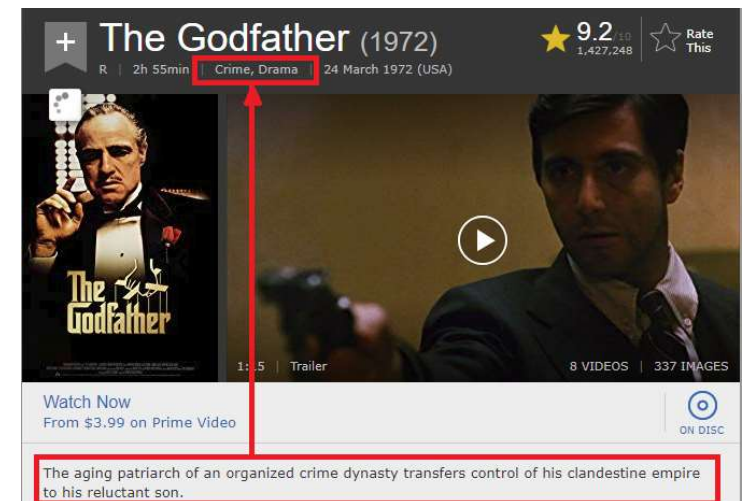 The Godfather (1972)
9.2/10
1,427,248
Rate
This
R | 2h 55min | Crime, Drama | 24 March 1972 (USA)
The
Godfather
1:15 | Trailer
8 VIDEOS | 337 IMAGES
Watch Now
From $3.99 on Prime Video
ON DISC
The aging patriarch of an organized crime dynasty transfers control of his clandestine empire
to his reluctant son.